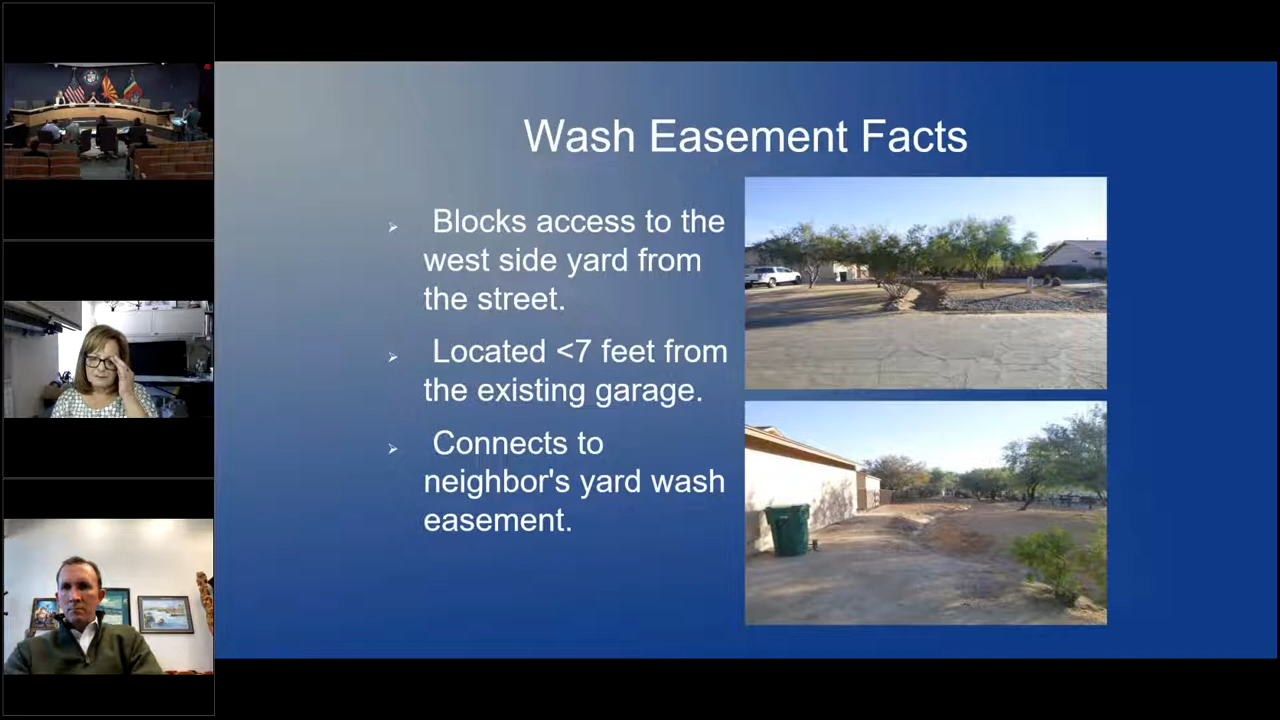 Wash Easement Facts
Blocks access to the
west side yard from
the street.
Located <7 feet from
the existing garage.
Connects to
neighbor's yard wash
easement.